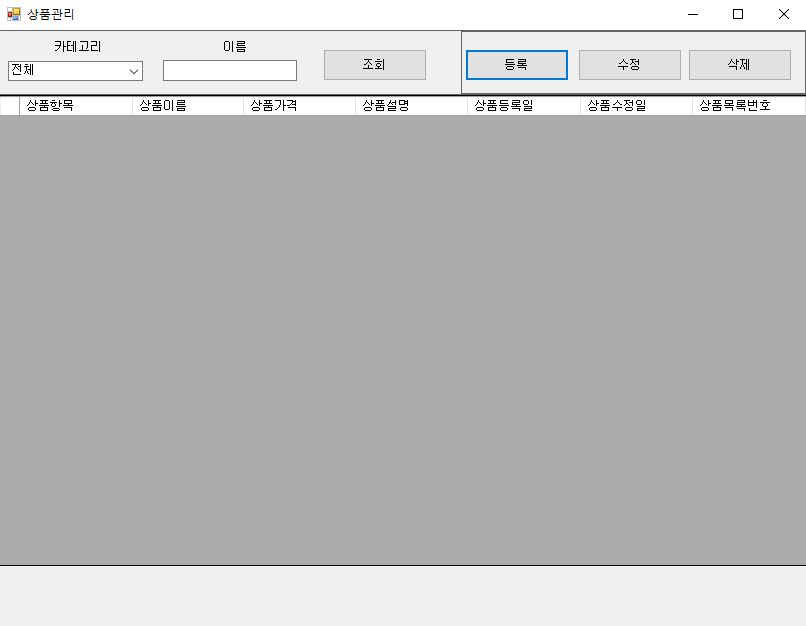 상품관리
카테고리 이름
전체 조회 등록 수정 삭제
상품항목 상품이름 상품가격 상품설명 상품등록일 상품수정일 상품목록번호